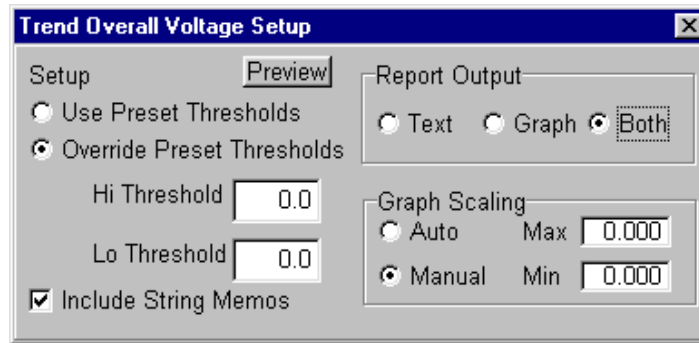 Trend Overall Voltage Setup
Setup
Preview
Use Preset Thresholds
Override Preset Thresholds
Hi Threshold 0.0
Lo Threshold 0.0
Include String Memos
Report Output
Text Graph Both
Graph Scaling
Auto Max 0.000
Manual Min 0.000